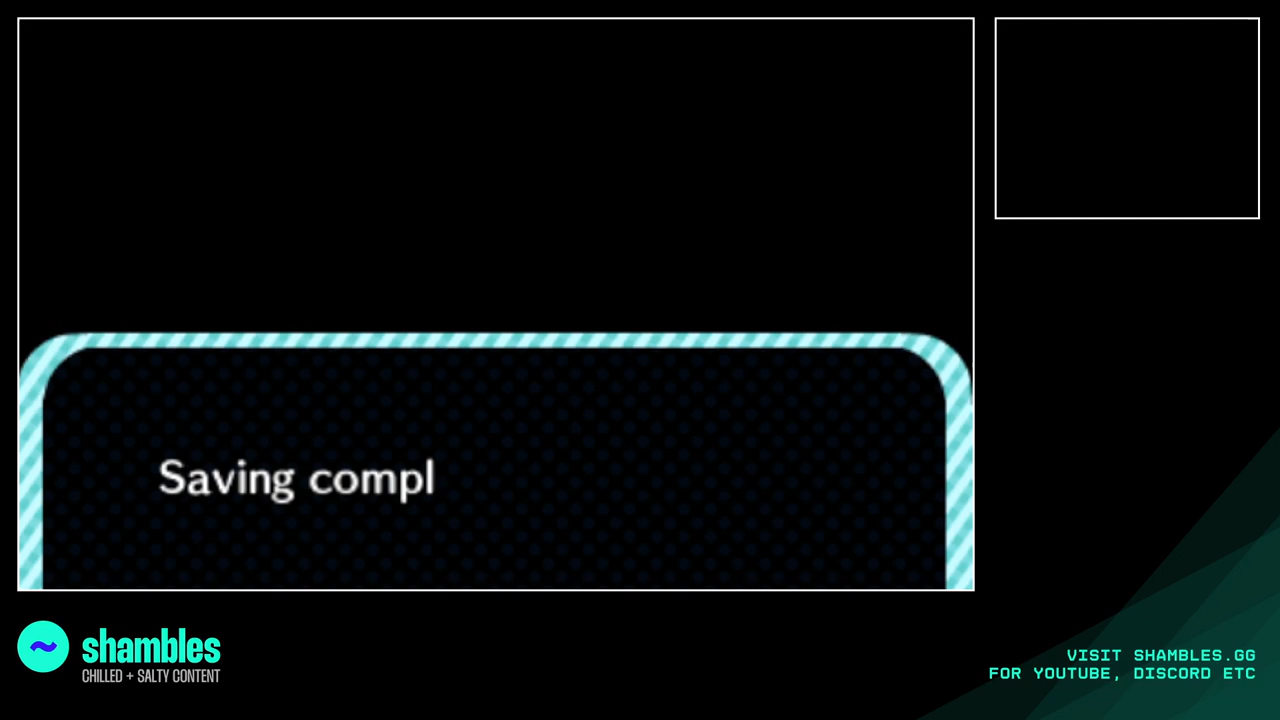 Saving compl
shambles
CHILLED + SALTY CONTENT
VISIT SHAMBLES.GG
FOR YOUTUBE, DISCORD ETC